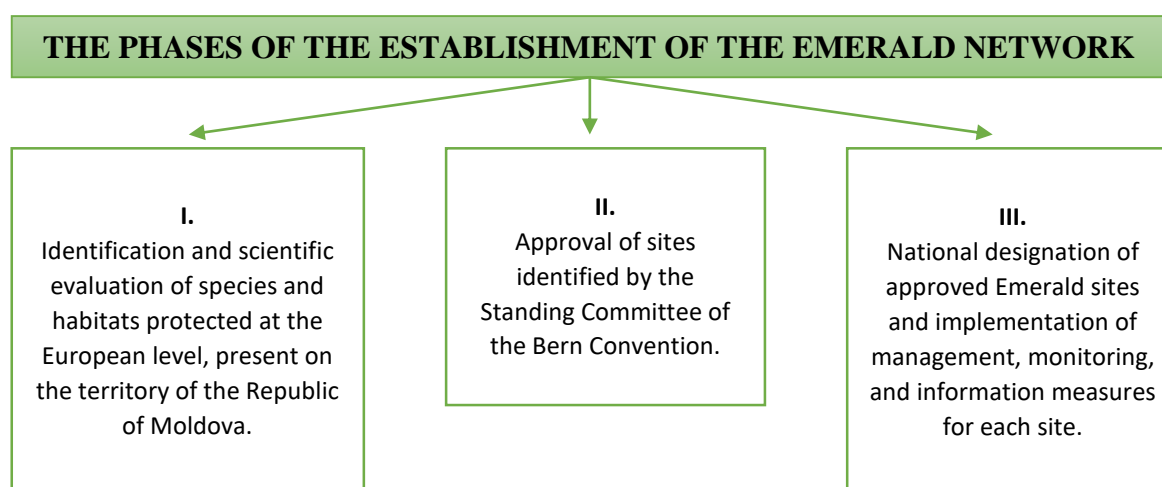 THE PHASES OF THE ESTABLISHMENT OF THE EMERALD NETWORK
I.
Identification and scientific
evaluation of species and
habitats protected at the
European level, present on
the territory of the Republic
of Moldova.
II.
Approval of sites
identified by the
Standing Committee of
the Bern Convention.
III.
National designation of
approved Emerald sites
and implementation of
management, monitoring,
and information measures
for each site.